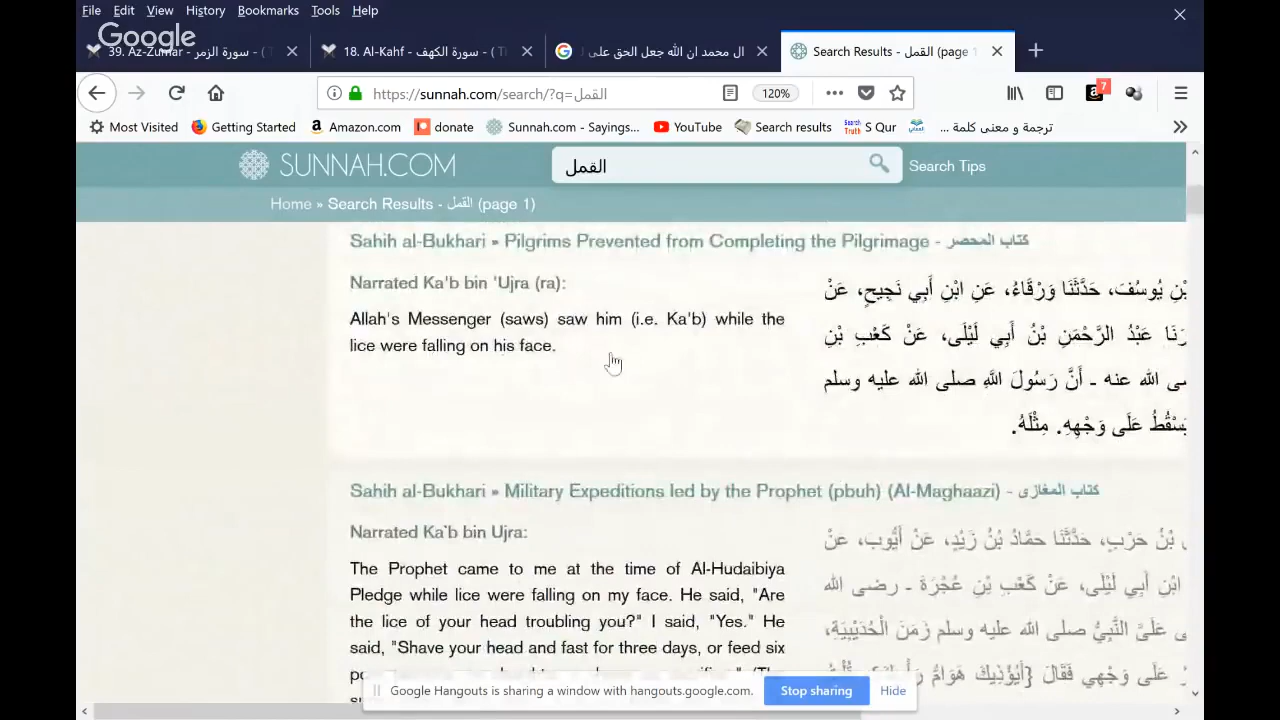 File Edit View History Bookmarks Tools Help
Google
39. Az-Zumar - سورة الزمر - (
18. Al-Kahf - سورة الكهف - (
ال محمد ان الله جعل الحق على
Search Results - القمل (page 1
https://sunnah.com/search/?q=القمل
120%
7
Most Visited Getting Started Amazon.com donate Sunnah.com - Sayings... YouTube Search results Search Truth S Qur ترجمة و معنى كلمة ...
SUNNAH.COM القمل Search Tips
Home » Search Results - القمل (page 1)
Sahih al-Bukhari » Pilgrims Prevented from Completing the Pilgrimage - كتاب المحصر
Narrated Ka'b bin 'Ujra (ra):
Allah's Messenger (saws) saw him (i.e. Ka'b) while the
lice were falling on his face.
بْنِ يُوسُفَ، حَدَّثَنَا وَرْقَاءُ، عَنِ ابْنِ أَبِي نَجِيحٍ، عَنْ
عَبْدُ الرَّحْمَنِ بْنُ أَبِي لَيْلَى، عَنْ كَعْبِ بْنِ
الله عنه ـ أَنَّ رَسُولَ اللَّهِ صلى الله عليه وسلم
عَلَى وَجْهِهِ. مِثْلَهُ.
Sahih al-Bukhari » Military Expeditions led by the Prophet (pbuh) (Al-Maghaazi) - كتاب المغازى
Narrated Ka`b bin Ujra:
The Prophet came to me at the time of Al-Hudaibiya
Pledge while lice were falling on my face. He said, "Are
the lice of your head troubling you?" I said, "Yes." He
said, "Shave your head and fast for three days, or feed six
بْنُ حَرْبٍ، حَدَّثَنَا حَمَّادُ بْنُ زَيْدٍ، عَنْ أَيُّوبَ، عَنْ
ابْنِ أَبِي لَيْلَى، عَنْ كَعْبِ بْنِ عُجْرَةَ ـ رضى الله
عَلَىَّ النَّبِيُّ صلى الله عليه وسلم زَمَنَ الْحُدَيْبِيَةِ،
عَلَى وَجْهِي فَقَالَ ‏{‏أَيُؤْذِيكَ هَوَامُّ
Google Hangouts is sharing a window with hangouts.google.com. Stop sharing Hide